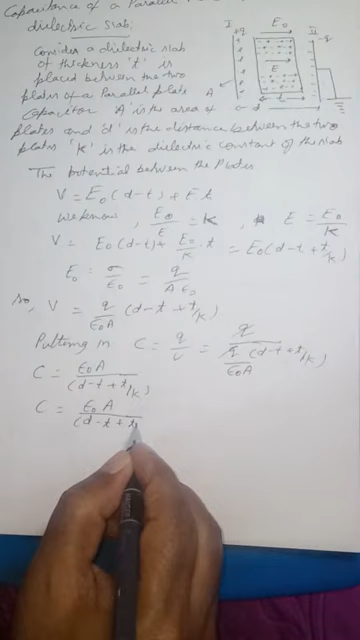 Capacitance of a Parallel
dielectric slab:
I E₀ II
+q -q
E
A
t
d
Consider a dielectric slab
of thickness 't' is
placed between the two
plates of a Parallel plate
Capacitor 'A' is the area of
plates and 'd' is the distance between the two
plates 'K' is the dielectric constant of the slab
The potential between the Plates
V = E₀ (d-t) + E t
we know, E₀/E = K, E = E₀/K
V = E₀(d-t) + E₀/K . t = E₀(d-t + t/K)
E₀ = σ/ε₀ = q/A ε₀
so, V = q/ε₀A (d-t + t/K)
Putting in C = q/V = q/(q/ε₀A (d-t + t/K))
C = ε₀A/(d-t + t/K)
C = ε₀A/(d-t + t